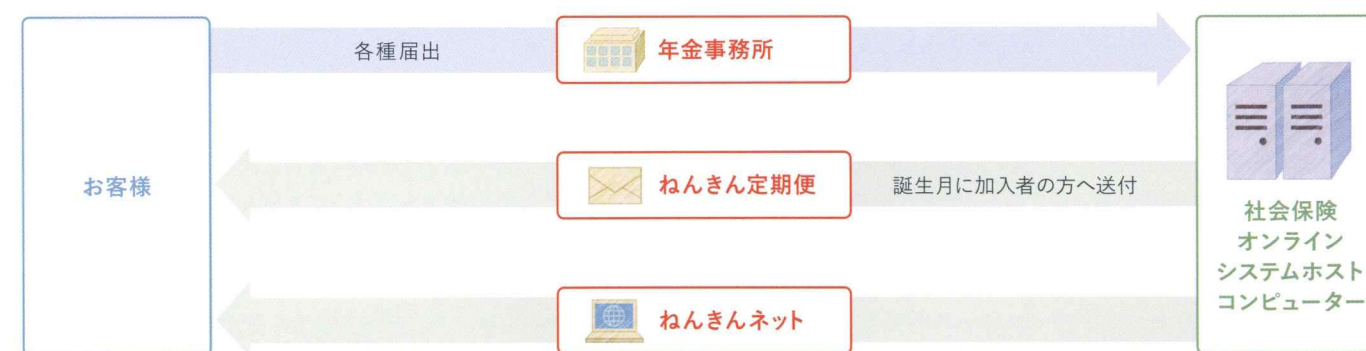 各種届出
年金事務所
お客様
ねんきん定期便
誕生月に加入者の方へ送付
ねんきんネット
社会保険
オンライン
システムホスト
コンピューター